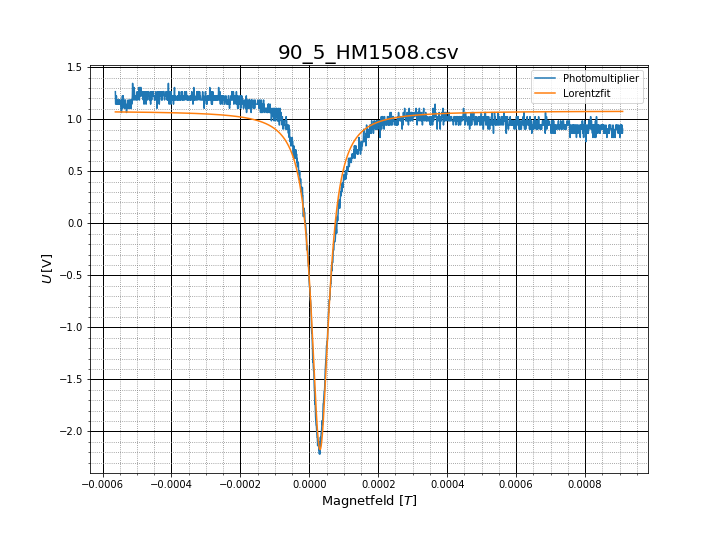 90_5_HM1508.csv
Photomultiplier
Lorentzfit
1.5
1.0
0.5
0.0
−0.5
−1.0
−1.5
−2.0
U[V]
−0.0006 −0.0004 −0.0002 0.0000 0.0002 0.0004 0.0006 0.0008
Magnetfeld [T]